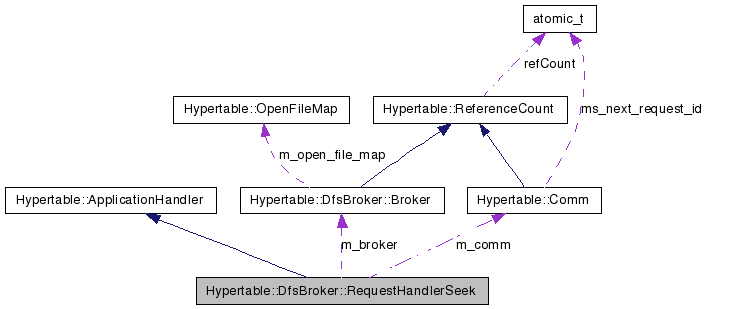 atomic_t
refCount
Hypertable::OpenFileMap
Hypertable::ReferenceCount
ms_next_request_id
m_open_file_map
Hypertable::ApplicationHandler
Hypertable::DfsBroker::Broker
Hypertable::Comm
m_broker
m_comm
Hypertable::DfsBroker::RequestHandlerSeek